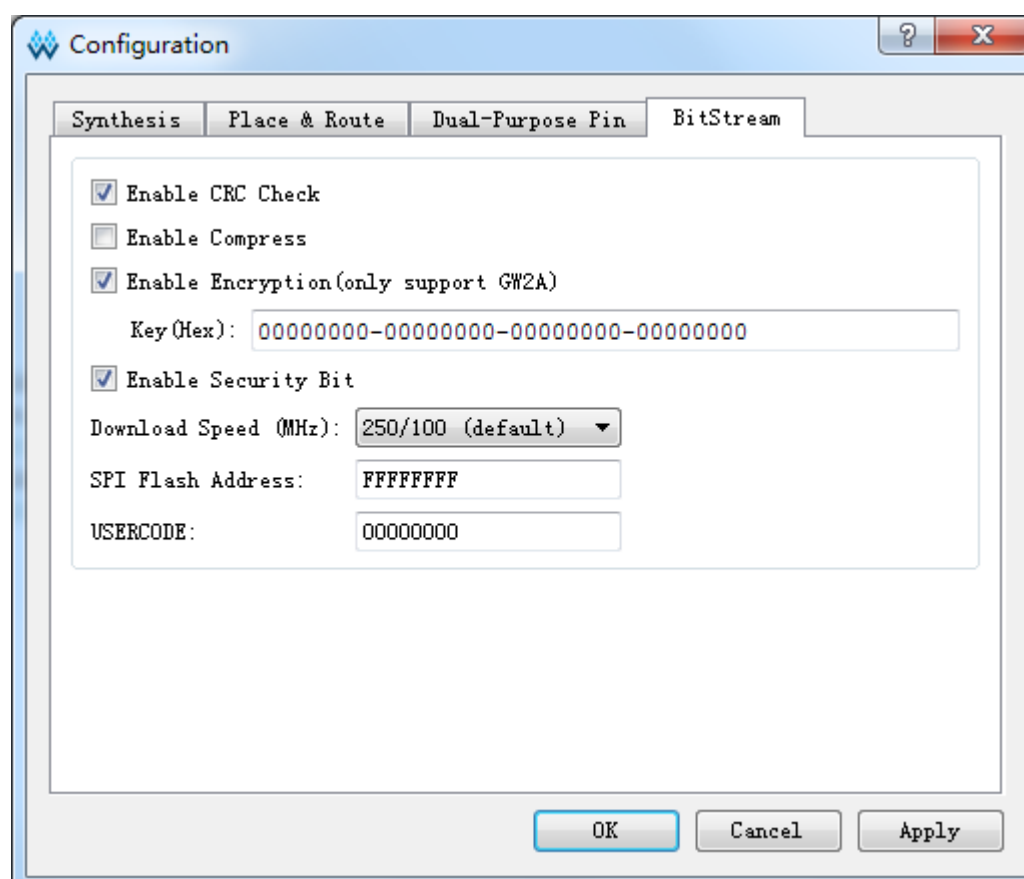 Configuration
Synthesis Place & Route Dual-Purpose Pin BitStream
Enable CRC Check
Enable Compress
Enable Encryption(only support GW2A)
Key(Hex): 00000000-00000000-00000000-00000000
Enable Security Bit
Download Speed (MHz): 250/100 (default)
SPI Flash Address: FFFFFFFF
USERCODE: 00000000
OK Cancel Apply